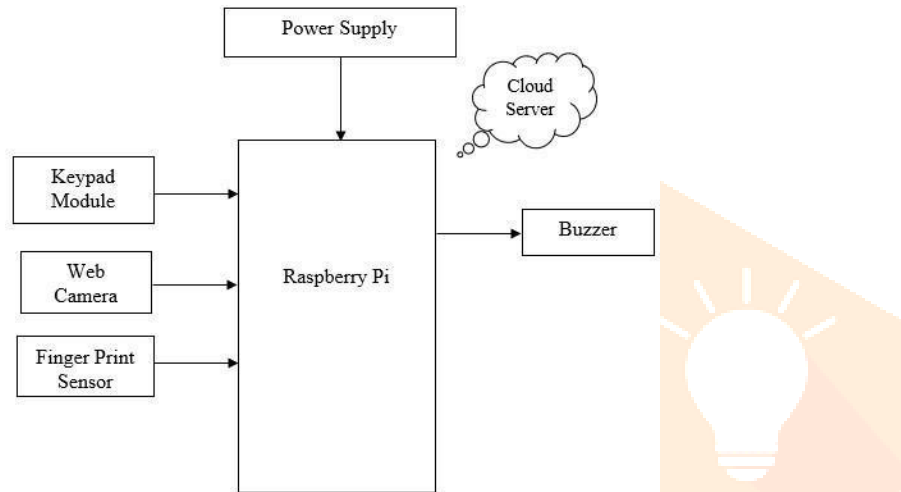 Power Supply
Cloud
Server
Keypad
Module
Buzzer
Web
Camera
Raspberry Pi
Finger Print
Sensor